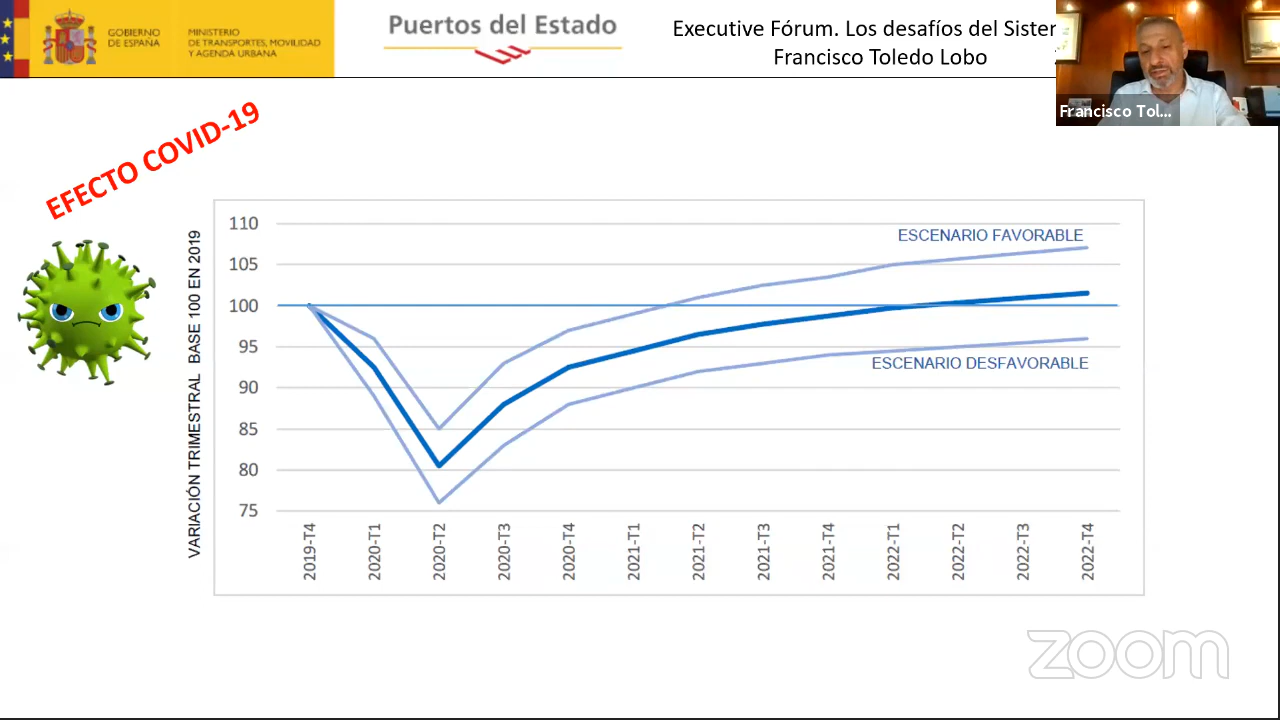 GOBIERNO
DE ESPAÑA
MINISTERIO
DE TRANSPORTES, MOVILIDAD
Y AGENDA URBANA
Puertos del Estado
Executive Fórum. Los desafíos del Sister
Francisco Toledo Lobo
Francisco Tol...
EFECTO COVID-19
VARIACIÓN TRIMESTRAL BASE 100 EN 2019
110
105
100
95
90
85
80
75
ESCENARIO FAVORABLE
ESCENARIO DESFAVORABLE
2019-T4
2020-T1
2020-T2
2020-T3
2020-T4
2021-T1
2021-T2
2021-T3
2021-T4
2022-T1
2022-T2
2022-T3
2022-T4
zoom